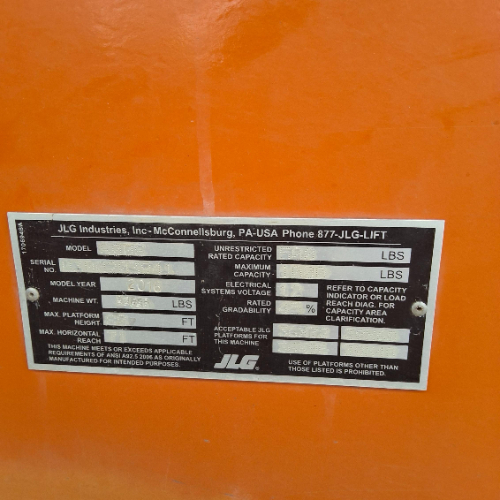 JLG Industries, Inc- McConnellsburg, PA-USA Phone 877-JLG-LIFT
MODEL
SERIAL
NO.
MODEL YEAR
MACHINE WT.
LBS
MAX. PLATFORM
HEIGHT
FT
MAX. HORIZONTAL
REACH
FT
THIS MACHINE MEETS OR EXCEEDS APPLICABLE
REQUIREMENTS OF ANSI A92.5 2006 AS ORIGINALLY
MANUFACTURED FOR INTENDED PURPOSES.
UNRESTRICTED
RATED CAPACITY
LBS
MAXIMUM
CAPACITY
LBS
ELECTRICAL
SYSTEMS VOLTAGE
RATED
GRADABILITY
%
REFER TO CAPACITY
INDICATOR OR LOAD
REACH DIAG. FOR
CAPACITY AREA
CLARIFICATION.
ACCEPTABLE JLG
PLATFORMS FOR
THIS MACHINE
JLG
USE OF PLATFORMS OTHER THAN
THOSE LISTED IS PROHIBITED.